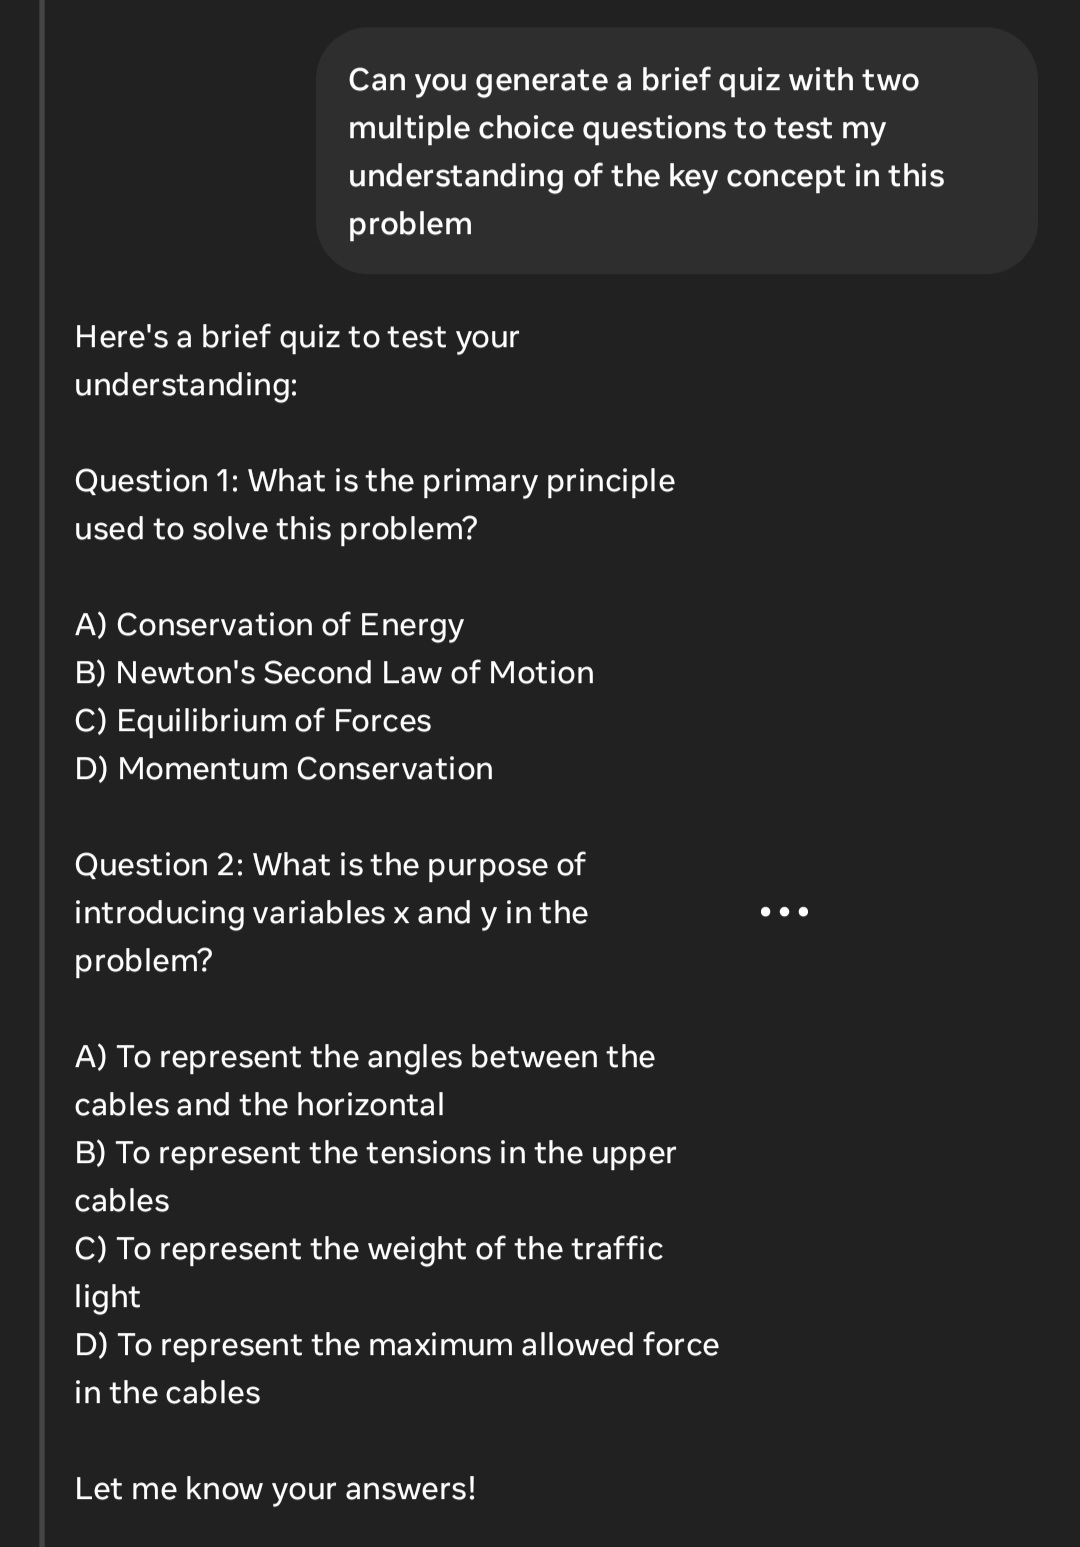 Can you generate a brief quiz with two
multiple choice questions to test my
understanding of the key concept in this
problem
Here's a brief quiz to test your
understanding:
Question 1: What is the primary principle
used to solve this problem?
A) Conservation of Energy
B) Newton's Second Law of Motion
C) Equilibrium of Forces
D) Momentum Conservation
Question 2: What is the purpose of
introducing variables x and y in the
problem?
A) To represent the angles between the
cables and the horizontal
B) To represent the tensions in the upper
cables
C) To represent the weight of the traffic
light
D) To represent the maximum allowed force
in the cables
Let me know your answers!